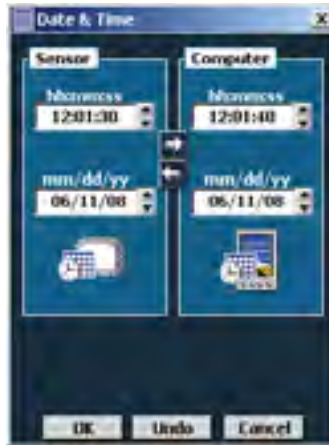 Date & Time
Sensor
hh:mm:ss
12:01:30
mm/dd/yy
06/11/08
Computer
hh:mm:ss
12:01:40
mm/dd/yy
06/11/08
OK
Undo
Cancel